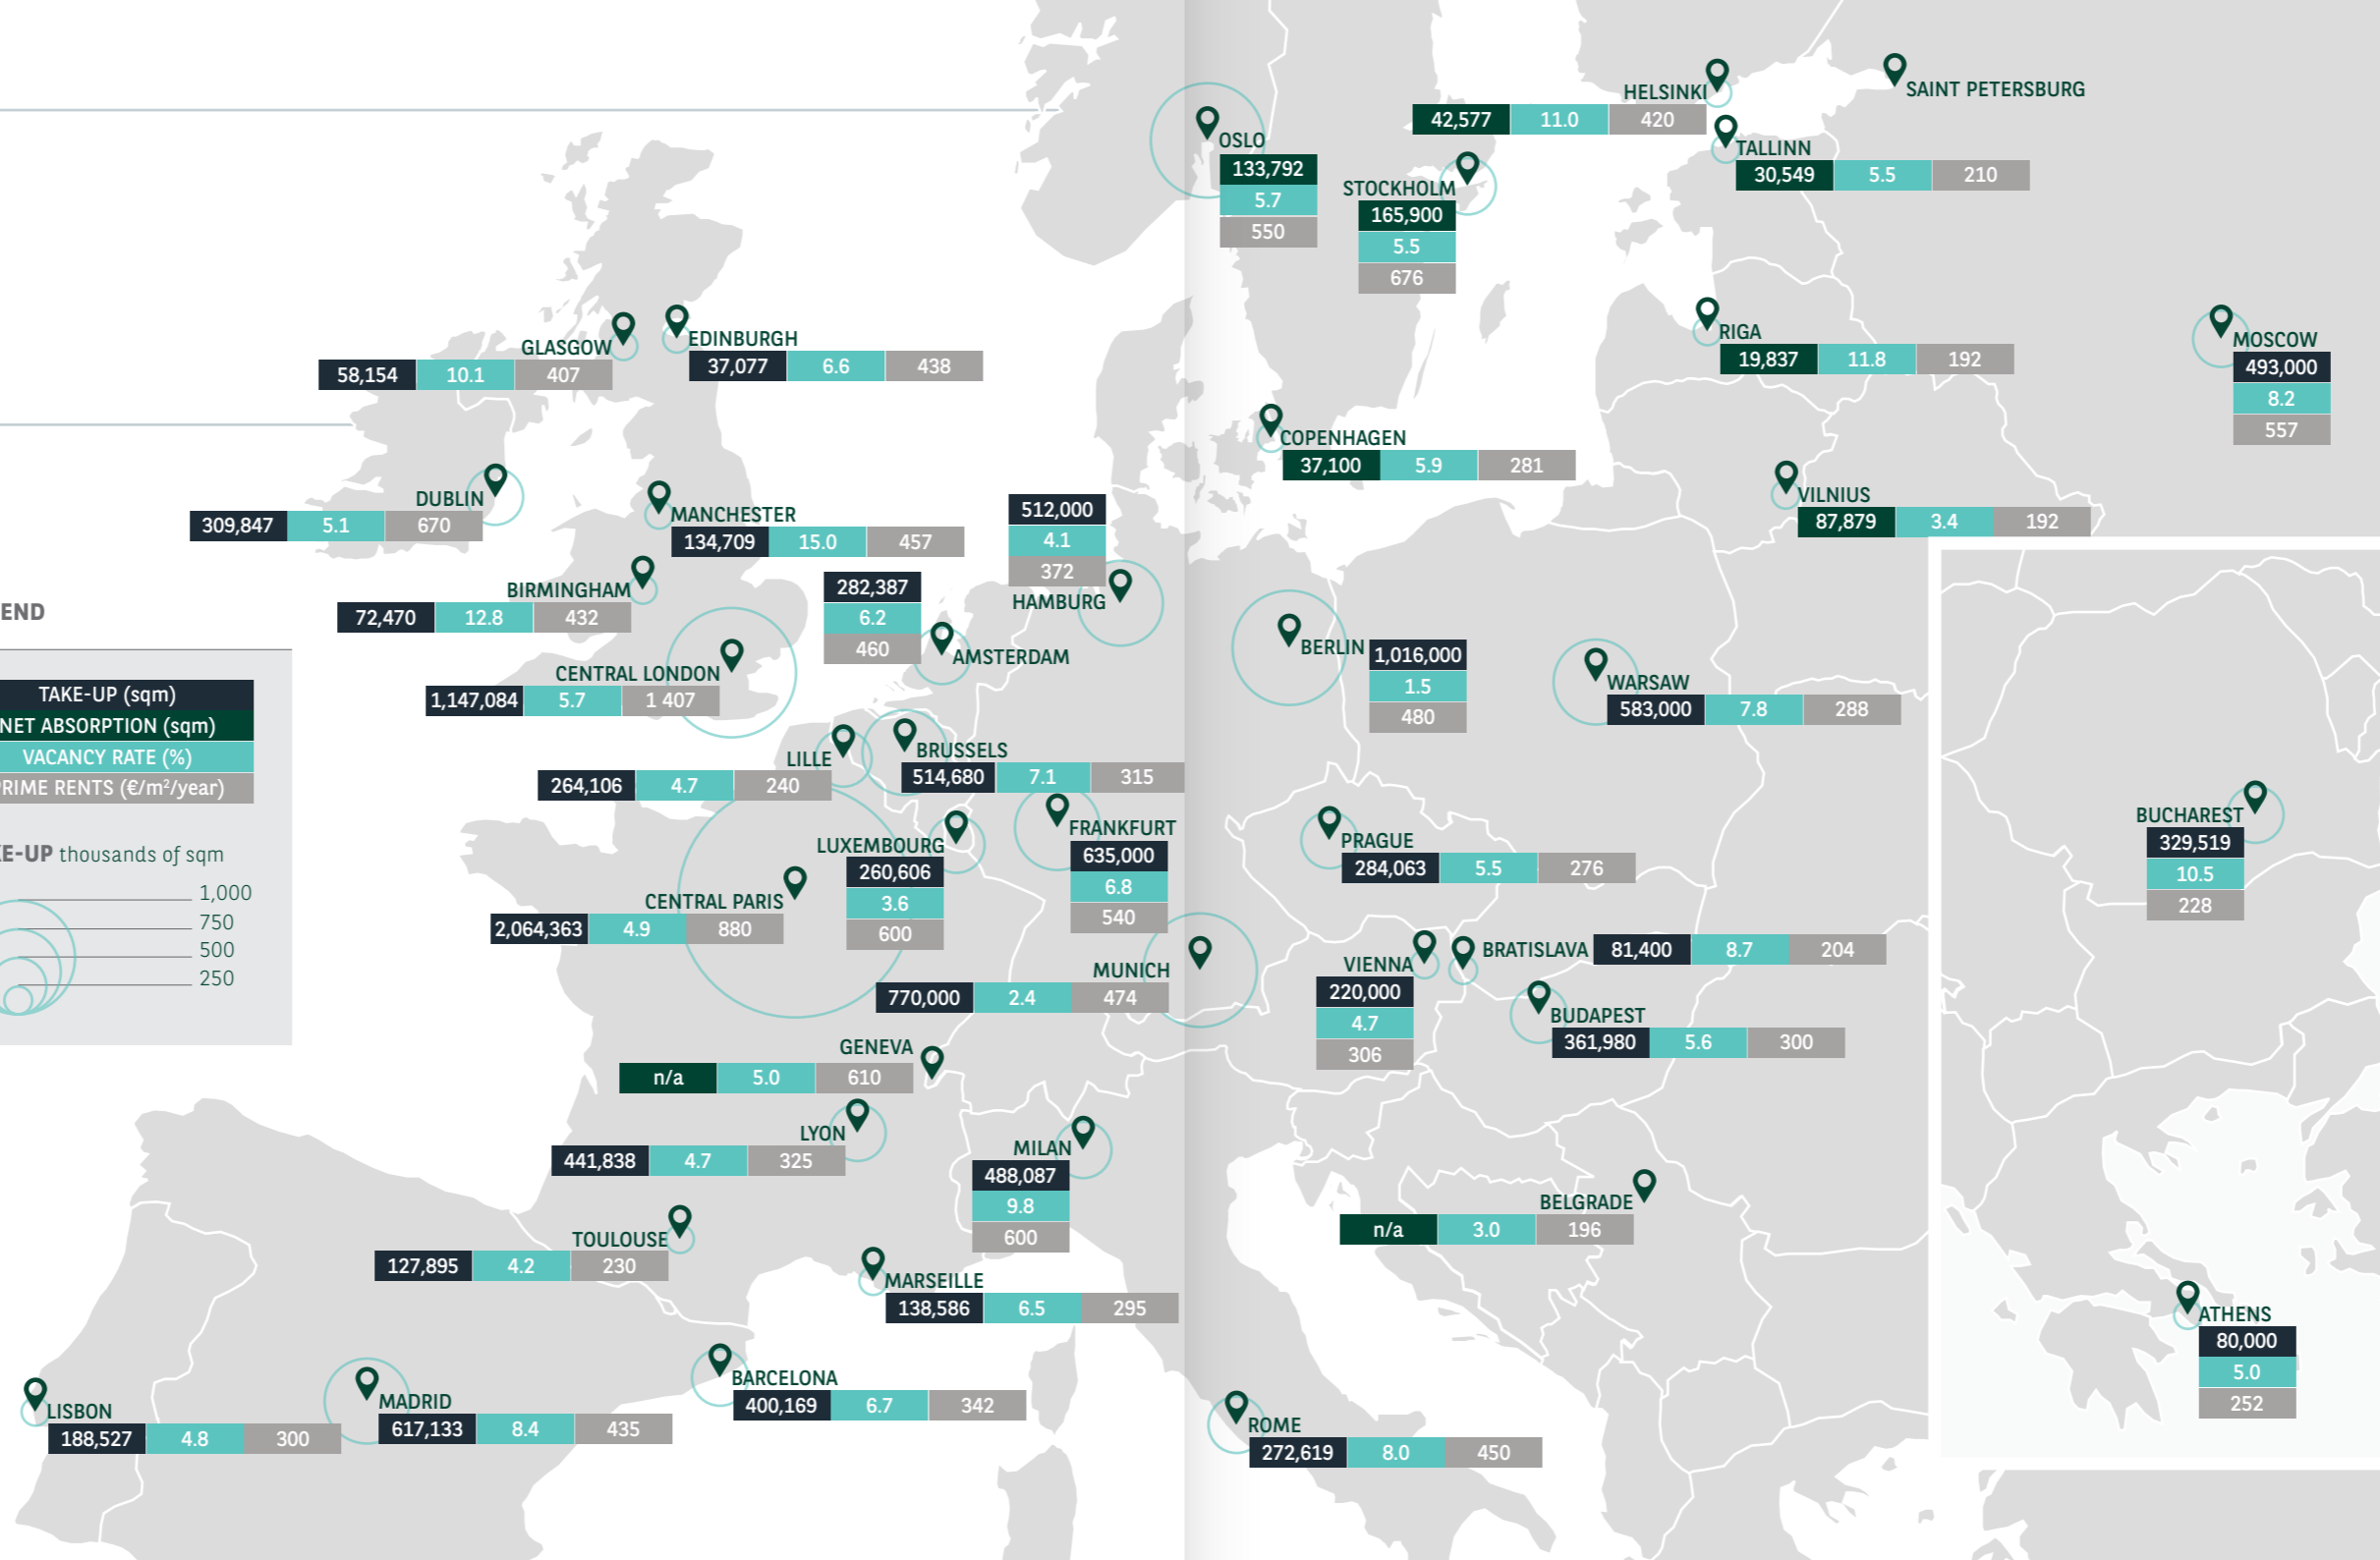 HELSINKI
42,577 11.0 420
SAINT PETERSBURG
OSLO
133,792
5.7
550
TALLINN
30,549 5.5 210
STOCKHOLM
165,900
5.5
676
GLASGOW
58,154 10.1 407
EDINBURGH
37,077 6.6 438
RIGA
19,837 11.8 192
MOSCOW
493,000
8.2
557
COPENHAGEN
37,100 5.9 281
DUBLIN
309,847 5.1 670
MANCHESTER
134,709 15.0 457
VILNIUS
87,879 3.4 192
512,000
4.1
372
HAMBURG
BIRMINGHAM
72,470 12.8 432
282,387
6.2
460
AMSTERDAM
END
TAKE-UP (sqm)
NET ABSORPTION (sqm)
VACANCY RATE (%)
RIME RENTS (€/m²/year)
E-UP thousands of sqm
1,000
750
500
250
CENTRAL LONDON
1,147,084 5.7 1 407
BERLIN
1,016,000
1.5
480
WARSAW
583,000 7.8 288
LILLE
264,106 4.7 240
BRUSSELS
514,680 7.1 315
LUXEMBOURG
260,606
3.6
600
FRANKFURT
635,000
6.8
540
PRAGUE
284,063 5.5 276
BUCHAREST
329,519
10.5
228
CENTRAL PARIS
2,064,363 4.9 880
MUNICH
770,000 2.4 474
VIENNA
220,000
4.7
306
BRATISLAVA 81,400 8.7 204
BUDAPEST
361,980 5.6 300
GENEVA
n/a 5.0 610
LYON
441,838 4.7 325
MILAN
488,087
9.8
600
BELGRADE
n/a 3.0 196
TOULOUSE
127,895 4.2 230
MARSEILLE
138,586 6.5 295
ATHENS
80,000
5.0
252
LISBON
188,527 4.8 300
MADRID
617,133 8.4 435
BARCELONA
400,169 6.7 342
ROME
272,619 8.0 450